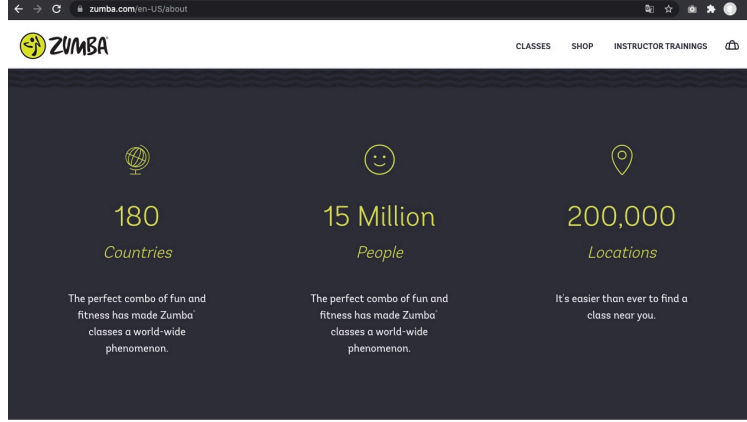 zumba.com/en-US/about
ZUMBA®
CLASSES SHOP INSTRUCTOR TRAININGS
180
Countries
The perfect combo of fun and
fitness has made Zumba®
classes a world-wide
phenomenon.
15 Million
People
The perfect combo of fun and
fitness has made Zumba®
classes a world-wide
phenomenon.
200,000
Locations
It's easier than ever to find a
class near you.